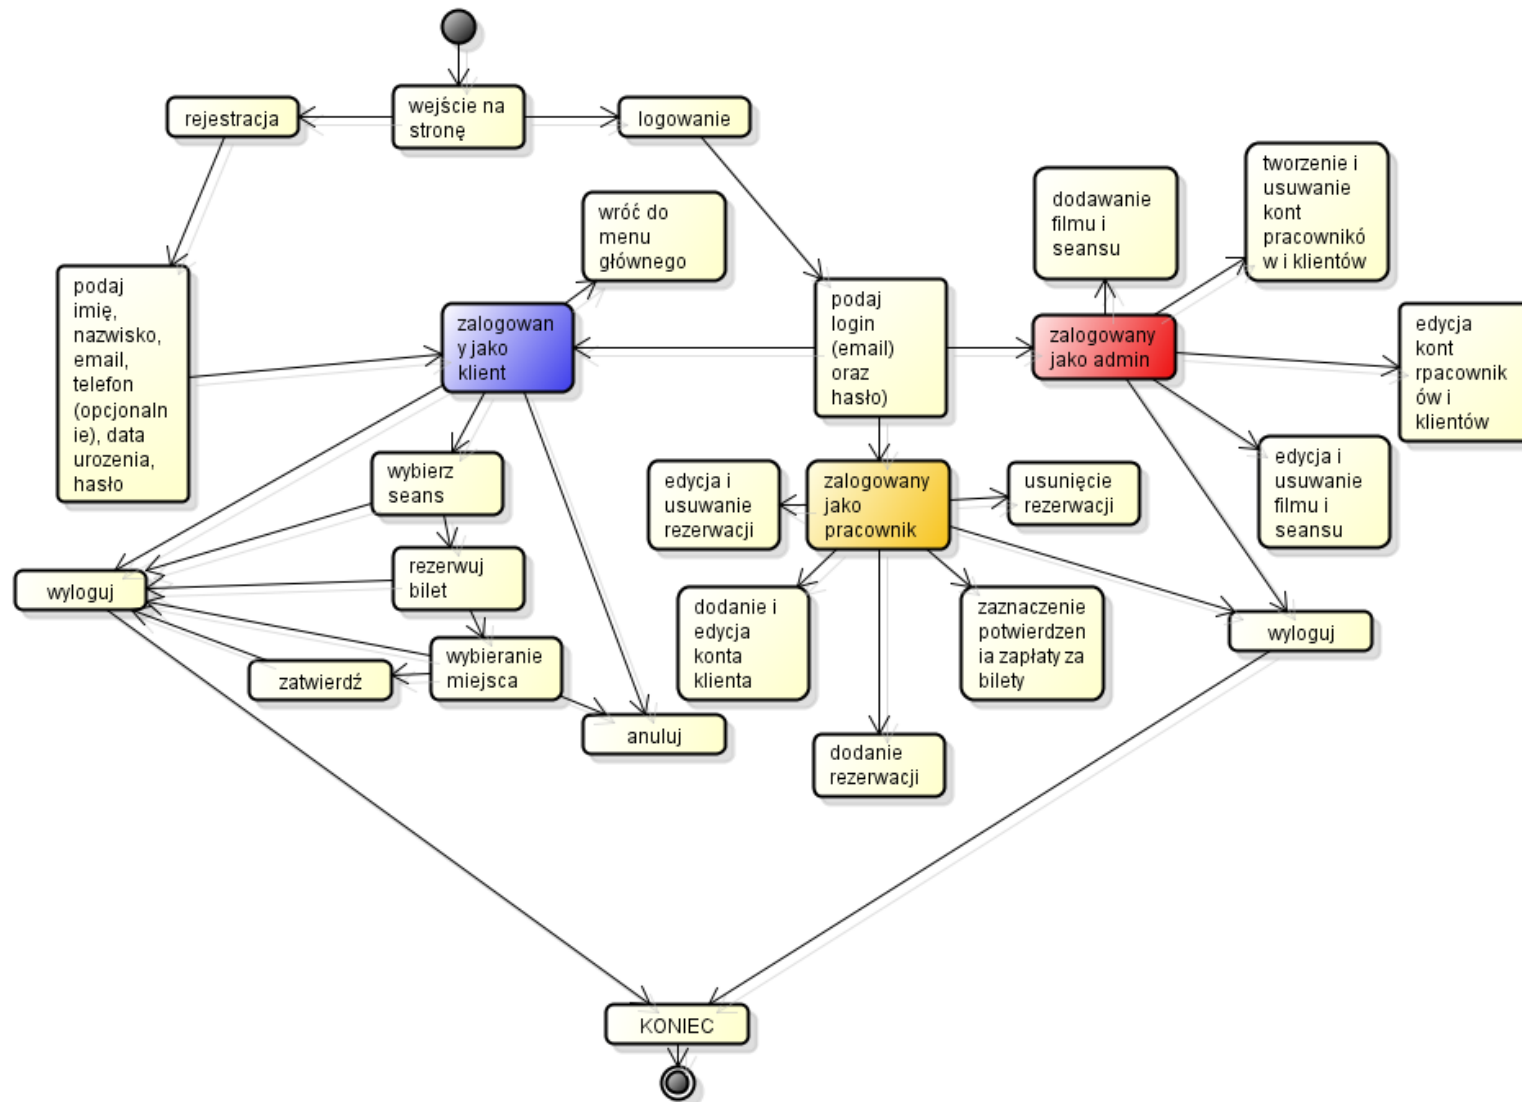 wejście na
stronę
rejestracja
logowanie
wróć do
menu
głównego
dodawanie
filmu i
seansu
tworzenie i
usuwanie
kont
pracownikó
w i klientów
podaj
imię,
nazwisko,
email,
telefon
(opcjonaln
ie), data
urozenia,
hasło
zalogowan
y jako
klient
podaj
login
(email)
oraz
hasło)
zalogowany
jako admin
edycja
kont
rpacownik
ów i
klientów
wybierz
seans
edycja i
usuwanie
rezerwacji
zalogowany
jako
pracownik
usunięcie
rezerwacji
edycja i
usuwanie
filmu i
seansu
wyloguj
rezerwuj
bilet
dodanie i
edycja
konta
klienta
zaznaczenie
potwierdzen
ia zapłaty za
bilety
wyloguj
zatwierdź
wybieranie
miejsca
anuluj
dodanie
rezerwacji
KONIEC